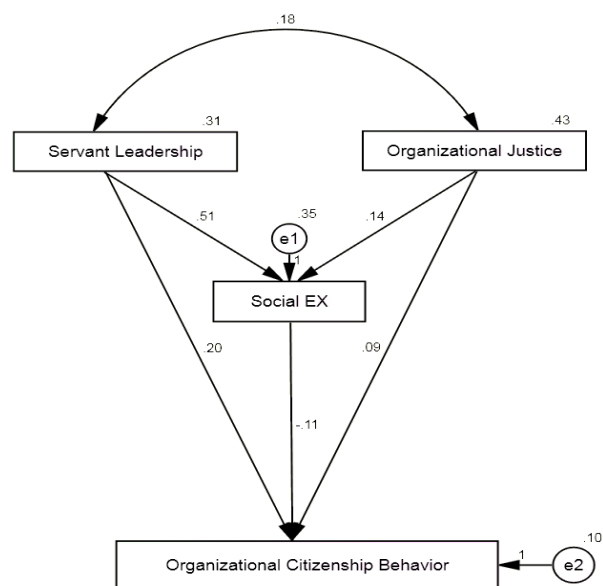 .18
.31
.43
Servant Leadership
Organizational Justice
.51
.35
.14
e1
1
Social EX
.20
.09
-.11
.10
Organizational Citizenship Behavior
1
e2